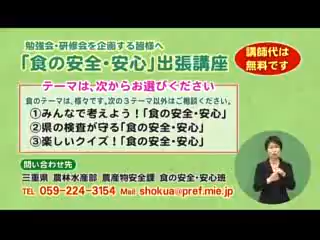 勉強会・研修会を企画する皆様へ
「食の安全・安心」出張講座
講師代は
無料です
テーマは、次からお選びください
食のテーマは、様々です。次の3テーマ以外はご相談ください。
①みんなで考えよう！「食の安全・安心」
②県の検査が守る「食の安全・安心」
③楽しいクイズ！「食の安全・安心」
問い合わせ先
三重県 農林水産部 農産物安全課 食の安全・安心班
TEL 059-224-3154 Mail shokua@pref.mie.jp